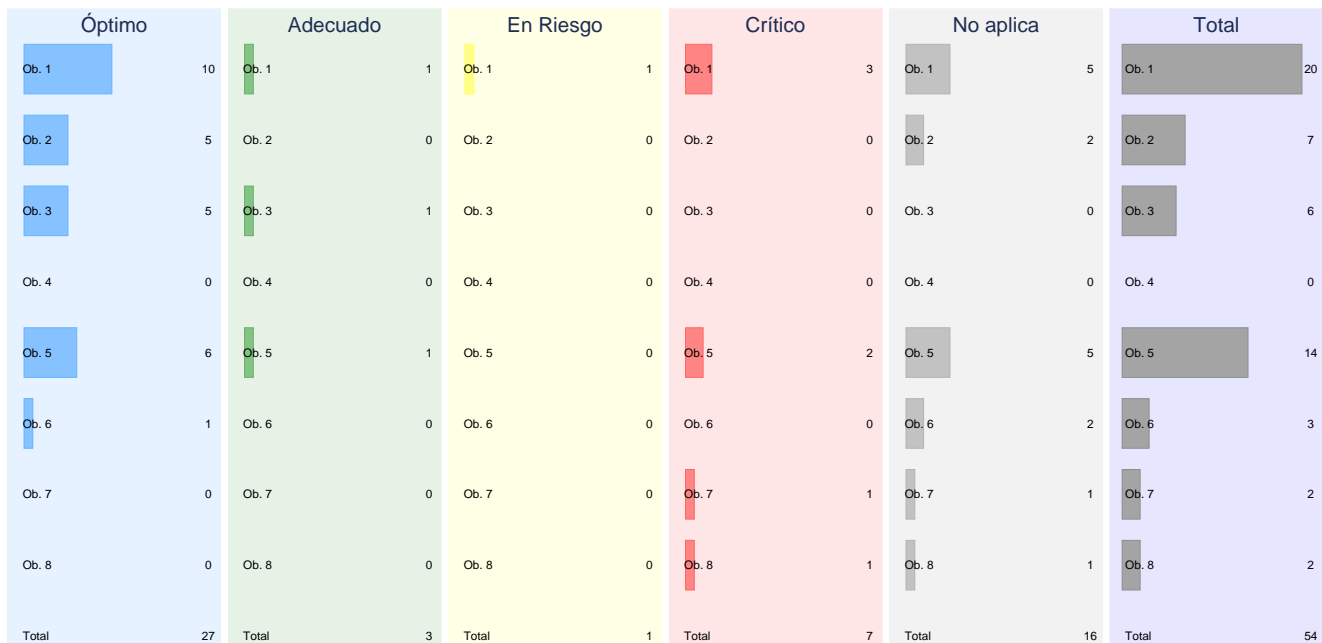 Óptimo Adecuado En Riesgo Crítico No aplica Total
Ob. 1 10 Ob. 1 1 Ob. 1 1 Ob. 1 3 Ob. 1 5 Ob. 1 20
Ob. 2 5 Ob. 2 0 Ob. 2 0 Ob. 2 0 Ob. 2 2 Ob. 2 7
Ob. 3 5 Ob. 3 1 Ob. 3 0 Ob. 3 0 Ob. 3 0 Ob. 3 6
Ob. 4 0 Ob. 4 0 Ob. 4 0 Ob. 4 0 Ob. 4 0 Ob. 4 0
Ob. 5 6 Ob. 5 1 Ob. 5 0 Ob. 5 2 Ob. 5 5 Ob. 5 14
Ob. 6 1 Ob. 6 0 Ob. 6 0 Ob. 6 0 Ob. 6 2 Ob. 6 3
Ob. 7 0 Ob. 7 0 Ob. 7 0 Ob. 7 1 Ob. 7 1 Ob. 7 2
Ob. 8 0 Ob. 8 0 Ob. 8 0 Ob. 8 1 Ob. 8 1 Ob. 8 2
Total 27 Total 3 Total 1 Total 7 Total 16 Total 54